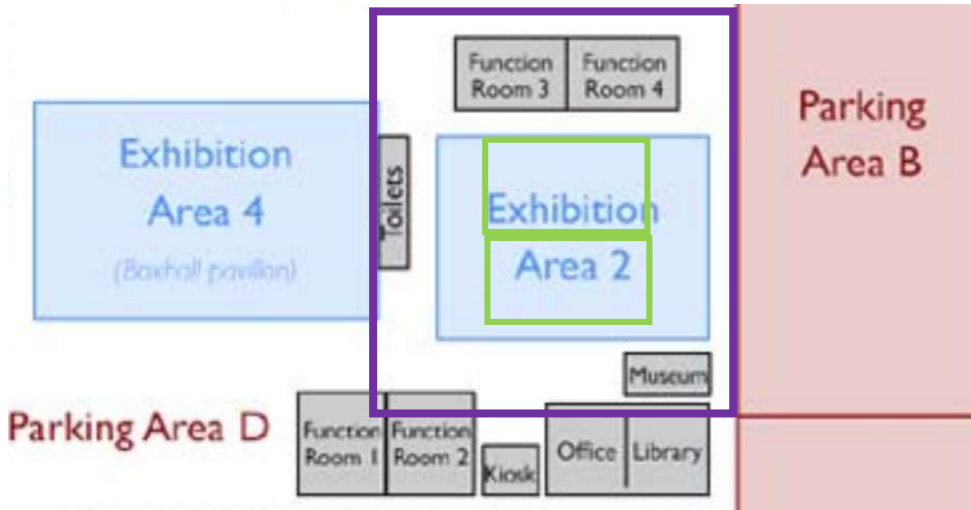 Function
Room 3
Function
Room 4
Parking
Area B
Exhibition
Area 4
(Boxhall pavilion)
Toilets
Exhibition
Area 2
Museum
Parking Area D
Function
Room 1
Function
Room 2
Kiosk
Office
Library